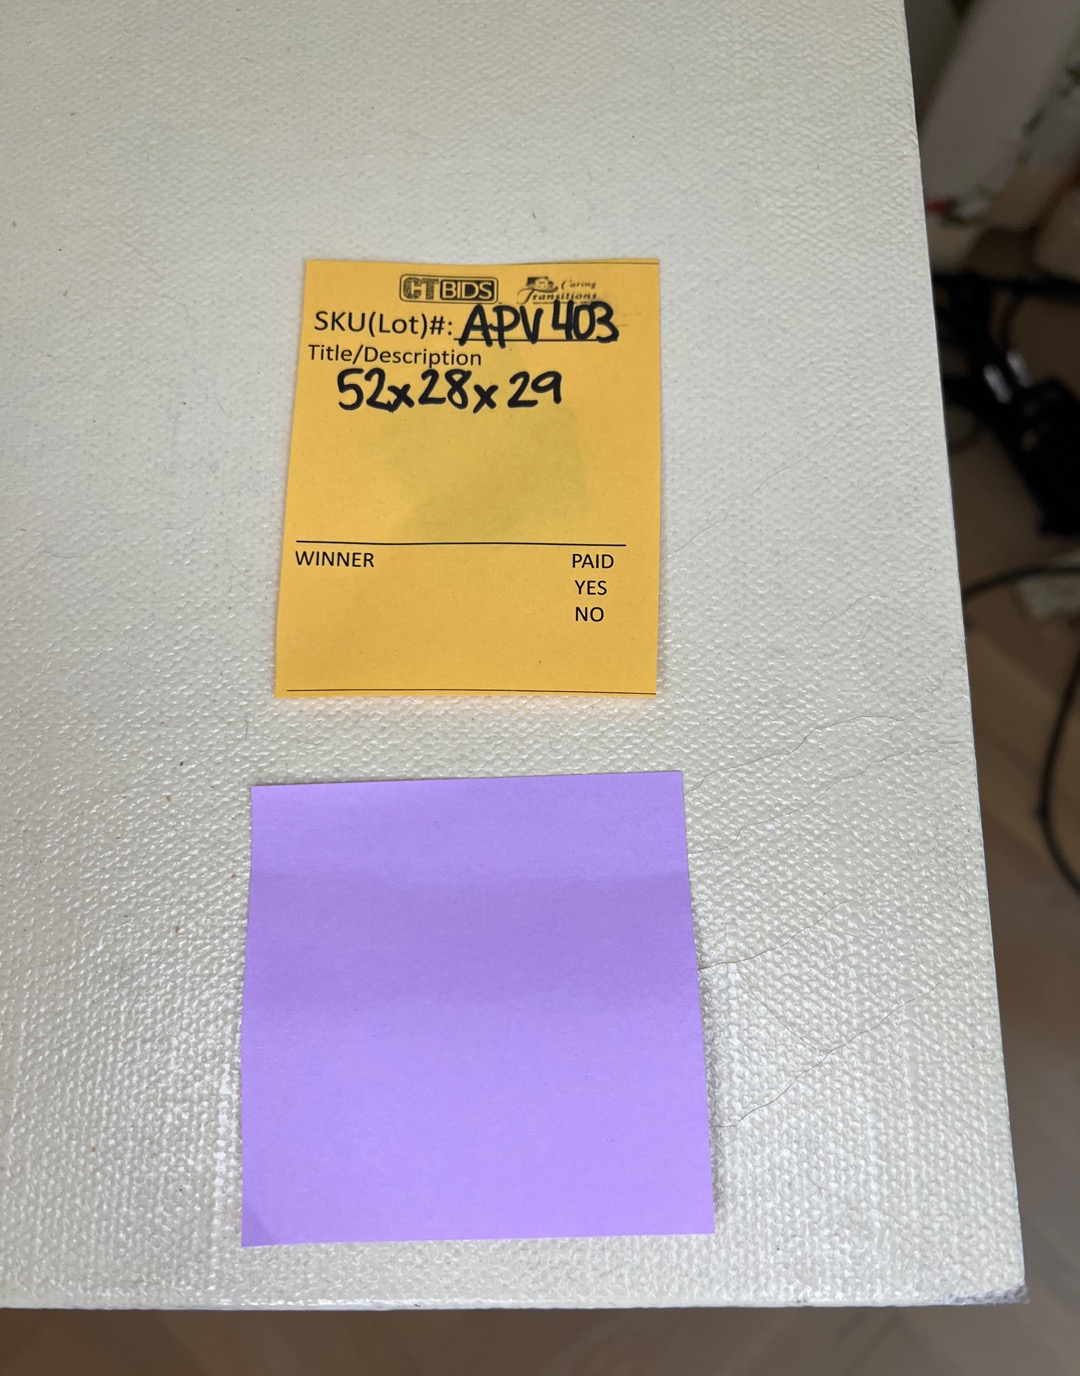 CTBIDS Caring Transitions
SKU(Lot)#: APV 403
Title/Description
52x28x29
WINNER PAID
YES
NO